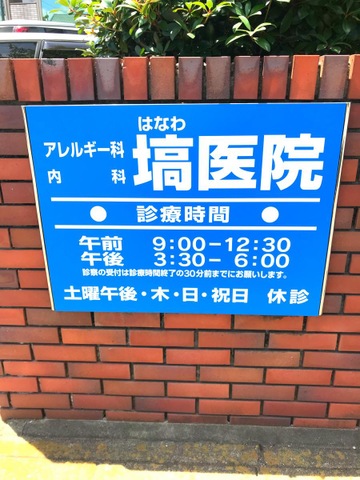 はなわ
アレルギー科
内科
塙医院
診療時間
午前 9:00-12:30
午後 3:30- 6:00
診察の受付は診療時間終了の30分前までにお願いします。
土曜午後・木・日・祝日 休診